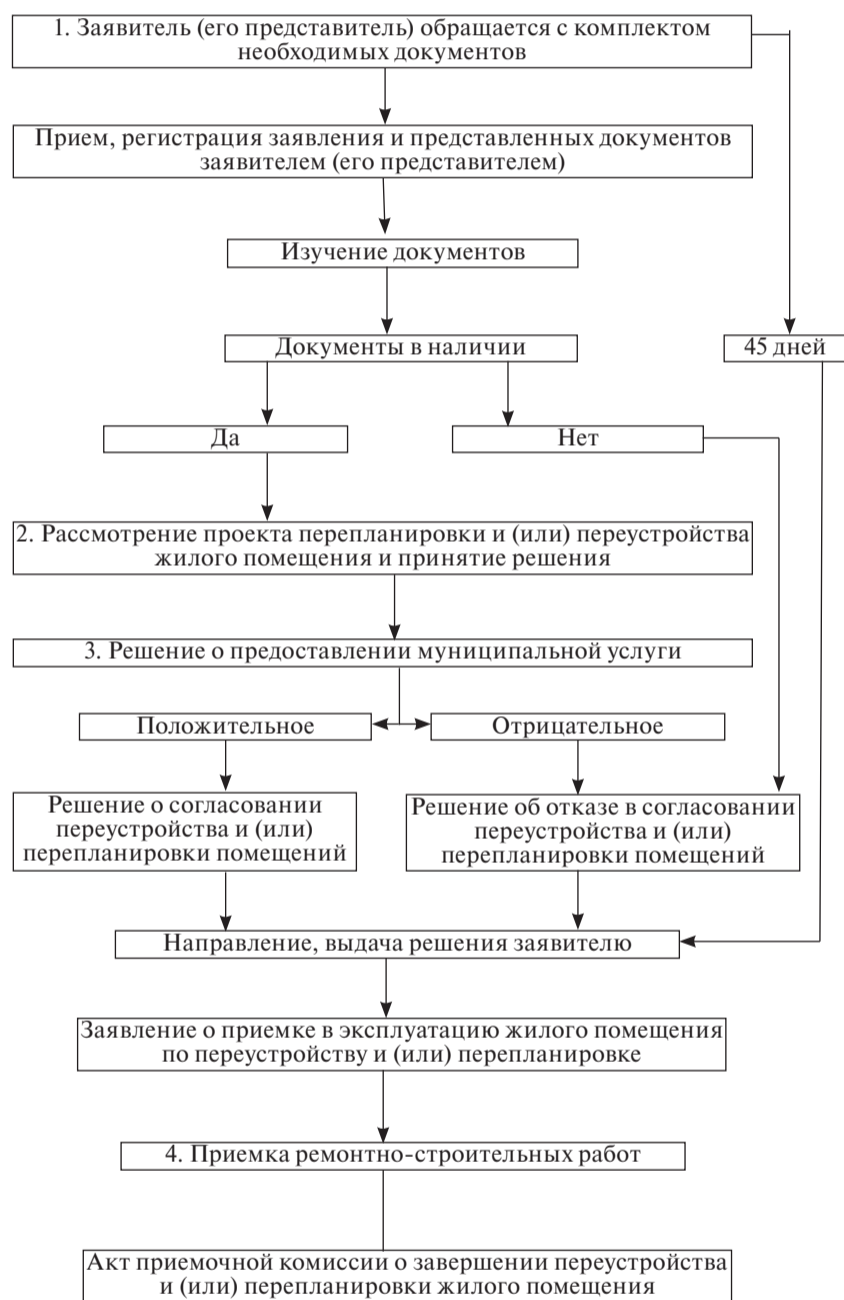 1. Заявитель (его представитель) обращается с комплектом
необходимых документов
Прием, регистрация заявления и представленных документов
заявителем (его представителем)
Изучение документов
Документы в наличии
45 дней
Да
Нет
2. Рассмотрение проекта перепланировки и (или) переустройства
жилого помещения и принятие решения
3. Решение о предоставлении муниципальной услуги
Положительное
Отрицательное
Решение о согласовании
переустройства и (или)
перепланировки помещений
Решение об отказе в согласовании
переустройства и (или)
перепланировки помещений
Направление, выдача решения заявителю
Заявление о приемке в эксплуатацию жилого помещения
по переустройству и (или) перепланировке
4. Приемка ремонтно-строительных работ
Акт приемочной комиссии о завершении переустройства
и (или) перепланировки жилого помещения